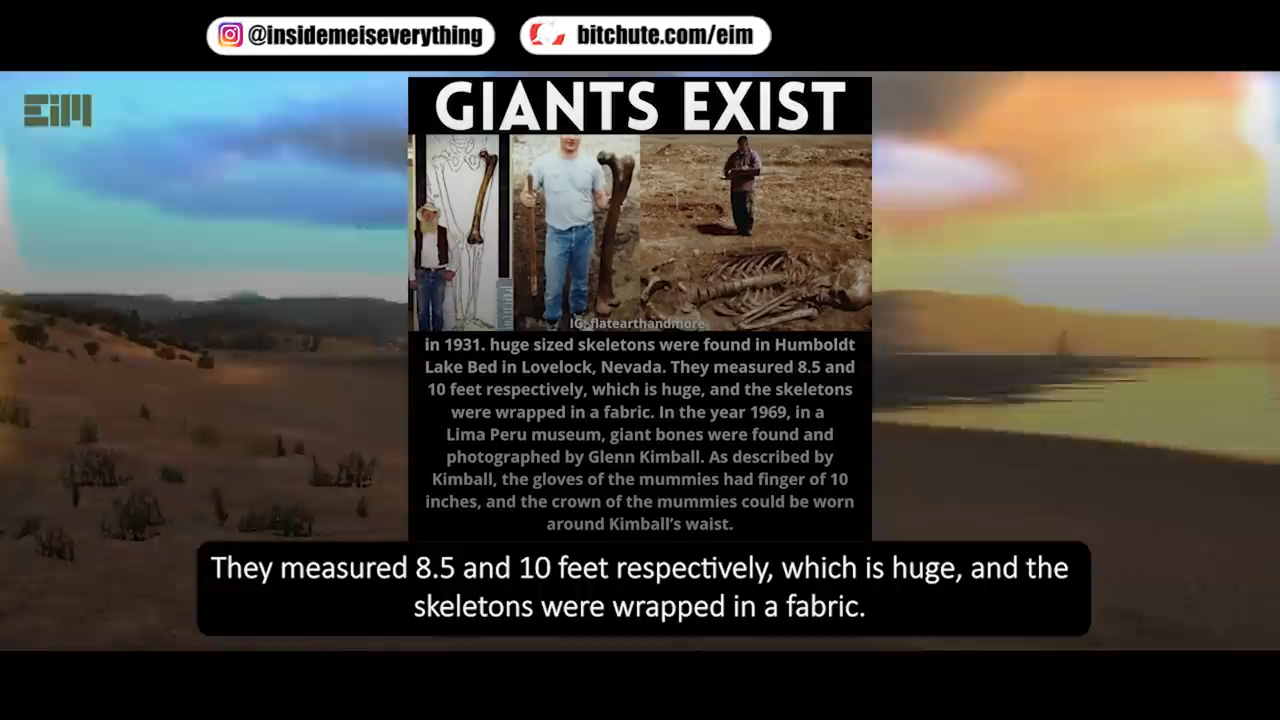 @insidemeiseverything
bitchute.com/eim
EiM
GIANTS EXIST
IG:flatearthandmore
in 1931. huge sized skeletons were found in Humboldt
Lake Bed in Lovelock, Nevada. They measured 8.5 and
10 feet respectively, which is huge, and the skeletons
were wrapped in a fabric. In the year 1969, in a
Lima Peru museum, giant bones were found and
photographed by Glenn Kimball. As described by
Kimball, the gloves of the mummies had finger of 10
inches, and the crown of the mummies could be worn
around Kimball's waist.
They measured 8.5 and 10 feet respectively, which is huge, and the
skeletons were wrapped in a fabric.